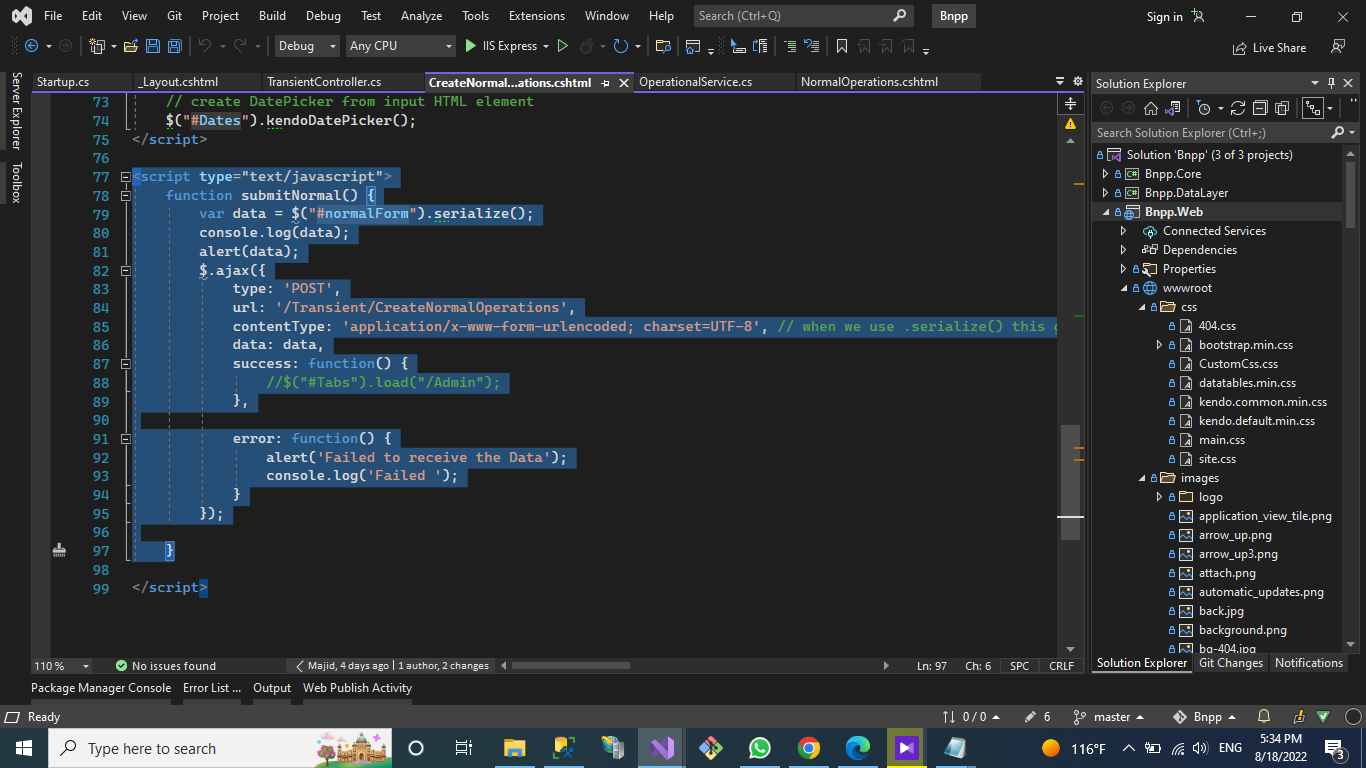 File Edit View Git Project Build Debug Test Analyze Tools Extensions Window Help Search (Ctrl+Q) Bnpp Sign in
Debug Any CPU IIS Express Live Share
Server Explorer
Toolbox
Startup.cs _Layout.cshtml TransientController.cs CreateNormal...ations.cshtml OperationalService.cs NormalOperations.cshtml
73 // create DatePicker from input HTML element
74 $("#Dates").kendoDatePicker();
75 </script>
76
77 <script type="text/javascript">
78 function submitNormal() {
79 var data = $("#normalForm").serialize();
80 console.log(data);
81 alert(data);
82 $.ajax({
83 type: 'POST',
84 url: '/Transient/CreateNormalOperations',
85 contentType: 'application/x-www-form-urlencoded; charset=UTF-8', // when we use .serialize() this g
86 data: data,
87 success: function() {
88 //$("#Tabs").load("/Admin");
89 },
90
91 error: function() {
92 alert('Failed to receive the Data');
93 console.log('Failed ');
94 }
95 });
96
97 }
98
99 </script>
110 % No issues found Majid, 4 days ago | 1 author, 2 changes Ln: 97 Ch: 6 SPC CRLF
Solution Explorer
Search Solution Explorer (Ctrl+;)
Solution 'Bnpp' (3 of 3 projects)
Bnpp.Core
Bnpp.DataLayer
Bnpp.Web
Connected Services
Dependencies
Properties
wwwroot
css
404.css
bootstrap.min.css
CustomCss.css
datatables.min.css
kendo.common.min.css
kendo.default.min.css
main.css
site.css
images
logo
application_view_tile.png
arrow_up.png
arrow_up3.png
attach.png
automatic_updates.png
back.jpg
background.png
bg-404.jpg
Solution Explorer Git Changes Notifications
Package Manager Console Error List ... Output Web Publish Activity
Ready 0 / 0 6 master Bnpp
Type here to search 116°F ENG 5:34 PM
8/18/2022 3